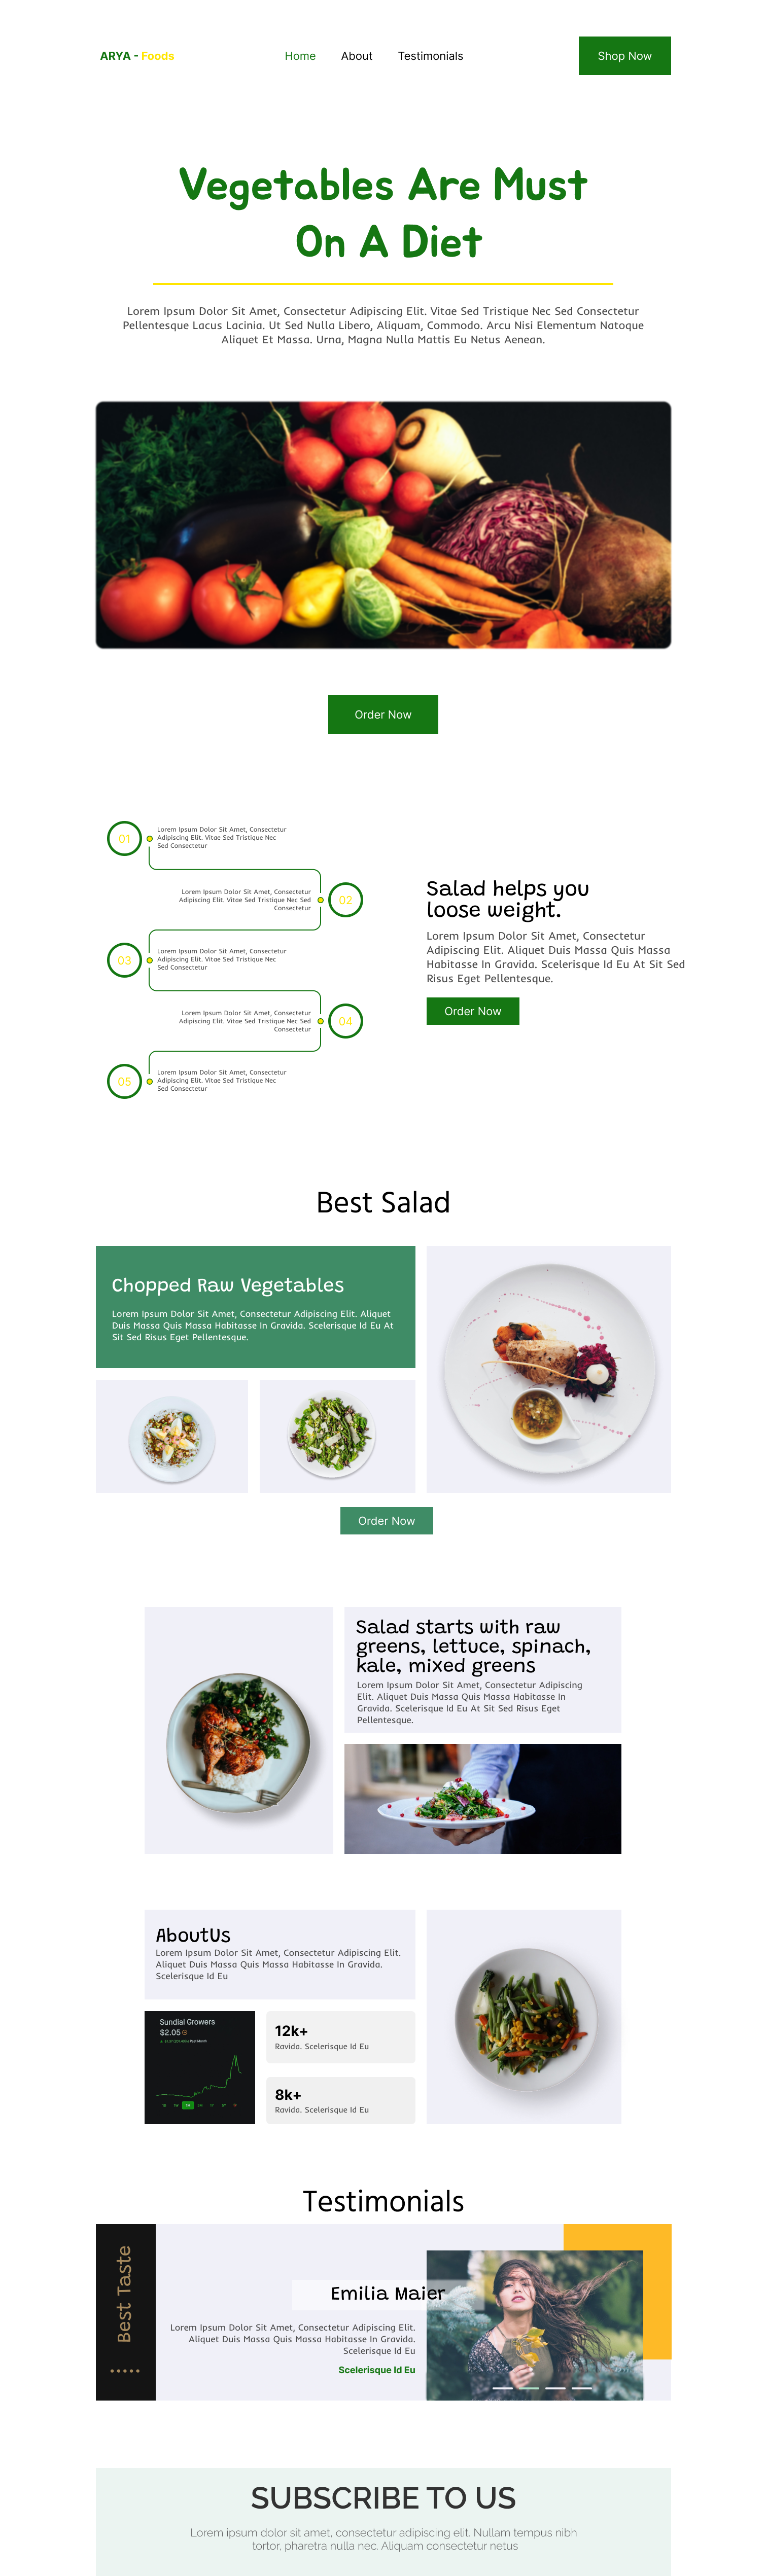 ARYA - Foods
Home
About
Testimonials
Shop Now
Vegetables Are Must
On A Diet
Lorem Ipsum Dolor Sit Amet, Consectetur Adipiscing Elit. Vitae Sed Tristique Nec Sed Consectetur
Pellentesque Lacus Lacinia. Ut Sed Nulla Libero, Aliquam, Commodo. Arcu Nisi Elementum Natoque
Aliquet Et Massa. Urna, Magna Nulla Mattis Eu Netus Aenean.
Order Now
01
Lorem Ipsum Dolor Sit Amet, Consectetur
Adipiscing Elit. Vitae Sed Tristique Nec
Sed Consectetur
Lorem Ipsum Dolor Sit Amet, Consectetur
Adipiscing Elit. Vitae Sed Tristique Nec Sed
Consectetur
02
03
Lorem Ipsum Dolor Sit Amet, Consectetur
Adipiscing Elit. Vitae Sed Tristique Nec
Sed Consectetur
Lorem Ipsum Dolor Sit Amet, Consectetur
Adipiscing Elit. Vitae Sed Tristique Nec Sed
Consectetur
04
05
Lorem Ipsum Dolor Sit Amet, Consectetur
Adipiscing Elit. Vitae Sed Tristique Nec
Sed Consectetur
Salad helps you
loose weight.
Lorem Ipsum Dolor Sit Amet, Consectetur
Adipiscing Elit. Aliquet Duis Massa Quis Massa
Habitasse In Gravida. Scelerisque Id Eu At Sit Sed
Risus Eget Pellentesque.
Order Now
Best Salad
Chopped Raw Vegetables
Lorem Ipsum Dolor Sit Amet, Consectetur Adipiscing Elit. Aliquet
Duis Massa Quis Massa Habitasse In Gravida. Scelerisque Id Eu At
Sit Sed Risus Eget Pellentesque.
Order Now
Salad starts with raw
greens, lettuce, spinach,
kale, mixed greens
Lorem Ipsum Dolor Sit Amet, Consectetur Adipiscing
Elit. Aliquet Duis Massa Quis Massa Habitasse In
Gravida. Scelerisque Id Eu At Sit Sed Risus Eget
Pellentesque.
AboutUs
Lorem Ipsum Dolor Sit Amet, Consectetur Adipiscing Elit.
Aliquet Duis Massa Quis Massa Habitasse In Gravida.
Scelerisque Id Eu
Sundial Growers
$2.05
Past Month
12k+
Ravida. Scelerisque Id Eu
8k+
Ravida. Scelerisque Id Eu
Testimonials
Best Taste
Emilia Maier
Lorem Ipsum Dolor Sit Amet, Consectetur Adipiscing Elit.
Aliquet Duis Massa Quis Massa Habitasse In Gravida.
Scelerisque Id Eu
Scelerisque Id Eu
SUBSCRIBE TO US
Lorem ipsum dolor sit amet, consectetur adipiscing elit. Nullam tempus nibh
tortor, pharetra nulla nec. Aliquam consectetur netus